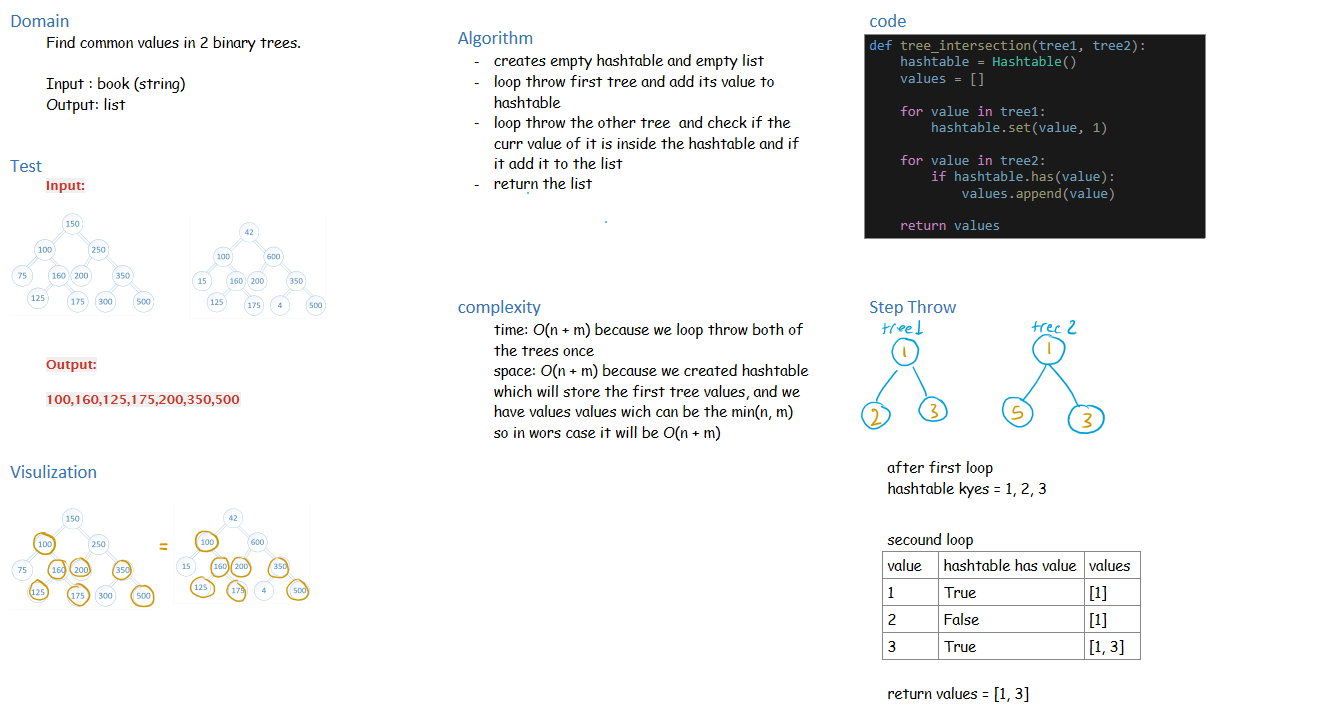 Domain
Find common values in 2 binary trees.
Input : book (string)
Output: list
Test
Input:
150
100 250
75 160 200 350
125 175 300 500
42
100 600
15 160 200 350
125 175 4 500
Output:
100,160,125,175,200,350,500
Visulization
150
100 250
75 160 200 350
125 175 300 500
=
42
100 600
15 160 200 350
125 175 4 500
Algorithm
- creates empty hashtable and empty list
- loop throw first tree and add its value to
hashtable
- loop throw the other tree and check if the
curr value of it is inside the hashtable and if
it add it to the list
- return the list
complexity
time: O(n + m) because we loop throw both of
the trees once
space: O(n + m) because we created hashtable
which will store the first tree values, and we
have values values wich can be the min(n, m)
so in wors case it will be O(n + m)
code
def tree_intersection(tree1, tree2):
hashtable = Hashtable()
values = []
for value in tree1:
hashtable.set(value, 1)
for value in tree2:
if hashtable.has(value):
values.append(value)
return values
Step Throw
tree1
1
2 3
tree 2
1
5 3
after first loop
hashtable kyes = 1, 2, 3
secound loop
value hashtable has value values
1 True [1]
2 False [1]
3 True [1, 3]
return values = [1, 3]